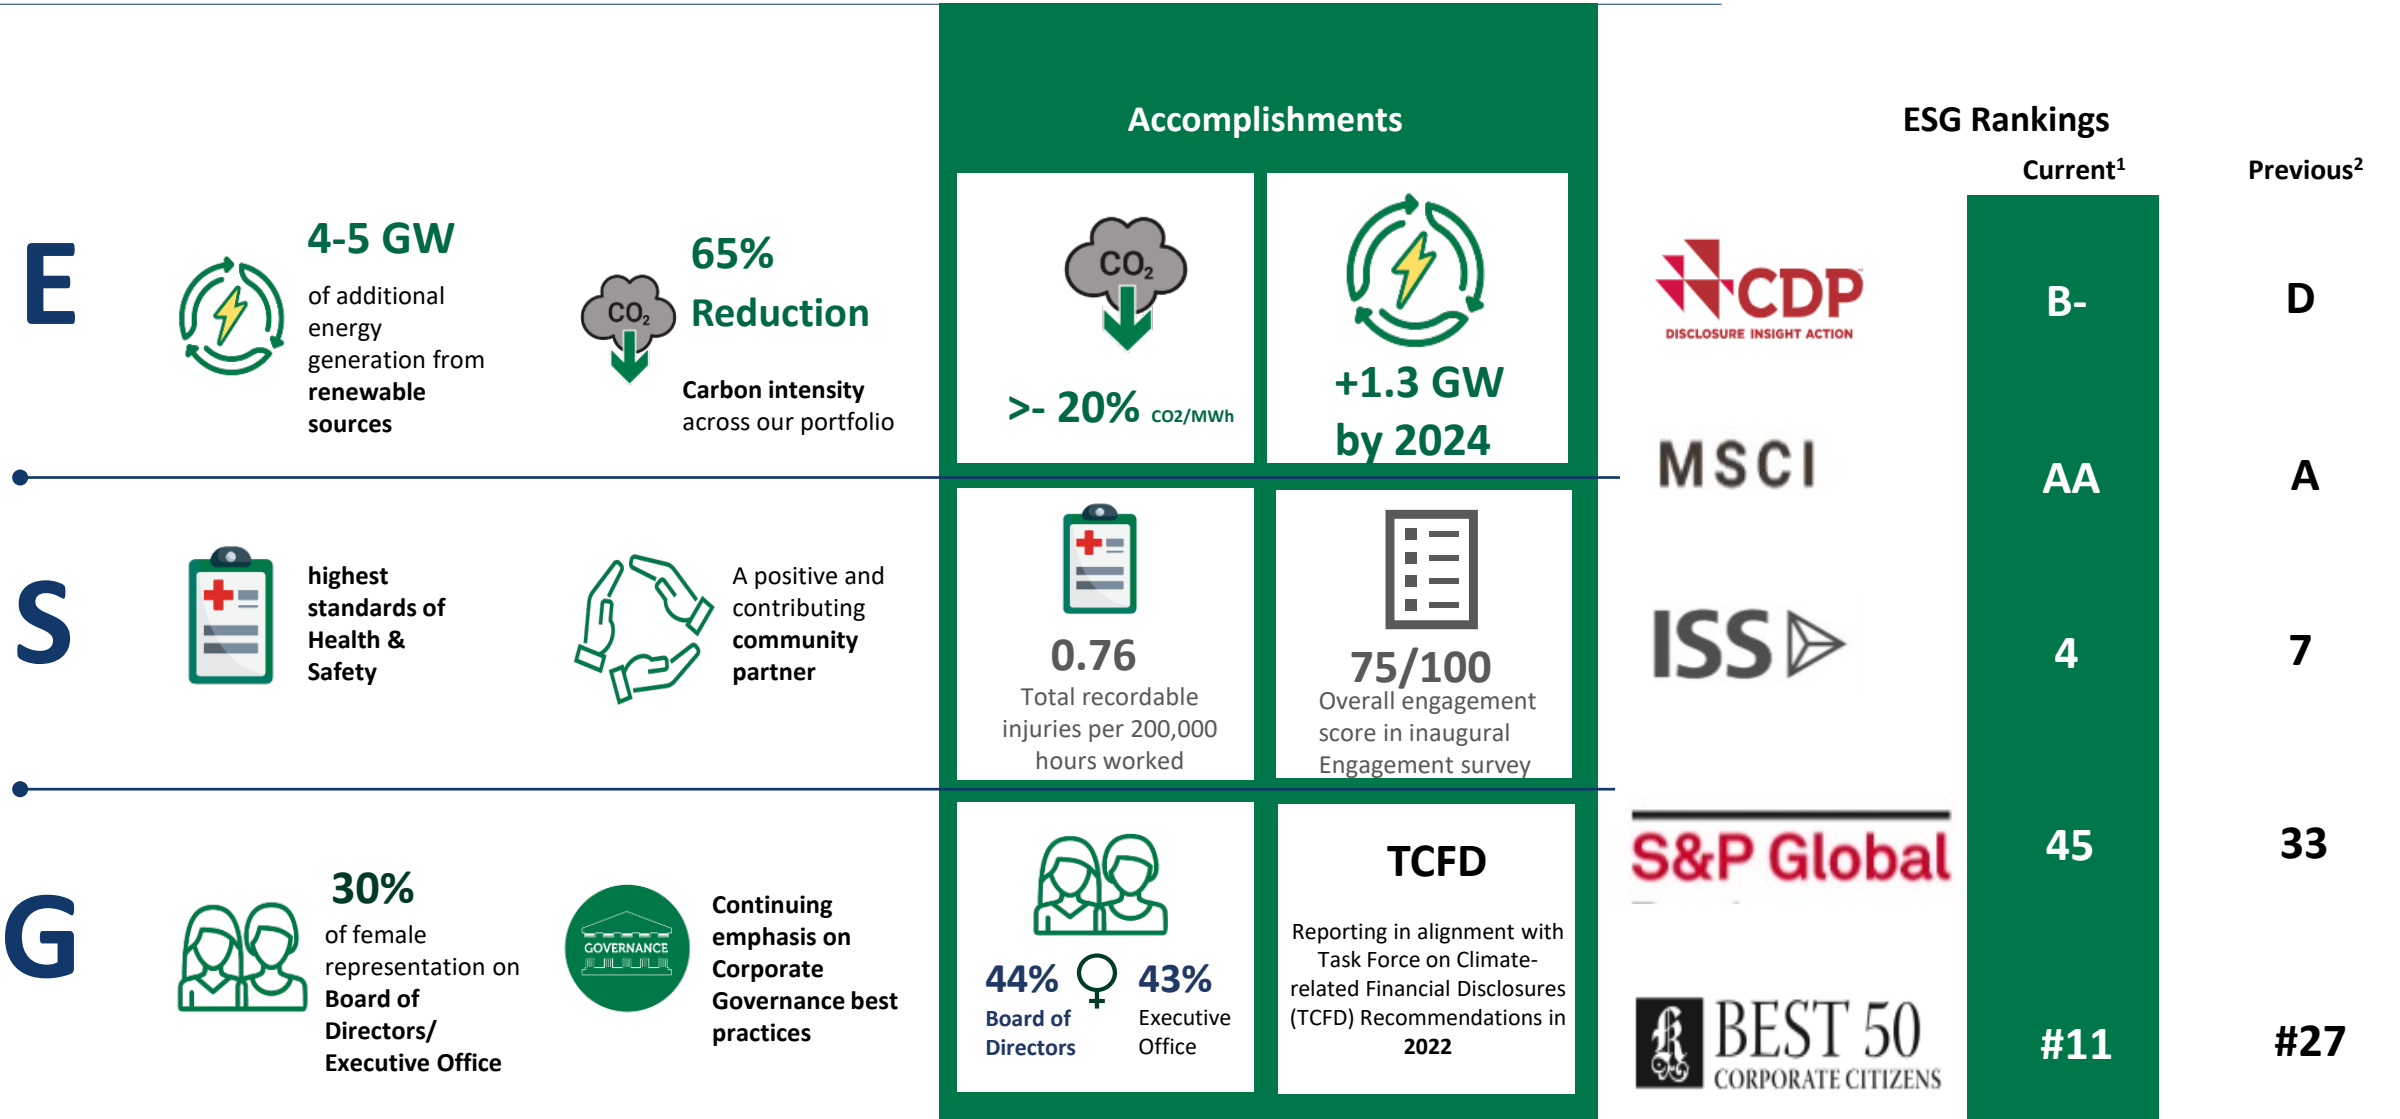 Accomplishments
ESG Rankings
Current¹
Previous²
E
4-5 GW
of additional
energy
generation from
renewable
sources
CO₂
65%
Reduction
Carbon intensity
across our portfolio
CO₂
>- 20% CO2/MWh
+1.3 GW
by 2024
CDP
DISCLOSURE INSIGHT ACTION
B-
D
MSCI
AA
A
S
highest
standards of
Health &
Safety
A positive and
contributing
community
partner
0.76
Total recordable
injuries per 200,000
hours worked
75/100
Overall engagement
score in inaugural
Engagement survey
ISS
4
7
S&P Global
45
33
G
30%
of female
representation on
Board of
Directors/
Executive Office
GOVERNANCE
Continuing
emphasis on
Corporate
Governance best
practices
44%
Board of
Directors
43%
Executive
Office
TCFD
Reporting in alignment with
Task Force on Climate-
related Financial Disclosures
(TCFD) Recommendations in
2022
BEST 50
CORPORATE CITIZENS
#11
#27